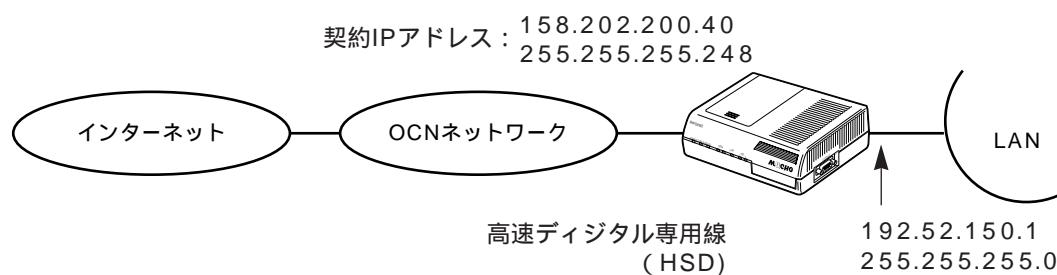 契約IPアドレス：158.202.200.40
255.255.255.248
インターネット
OCNネットワーク
MUCHO
LAN
高速ディジタル専用線
（HSD)
192.52.150.1
255.255.255.0